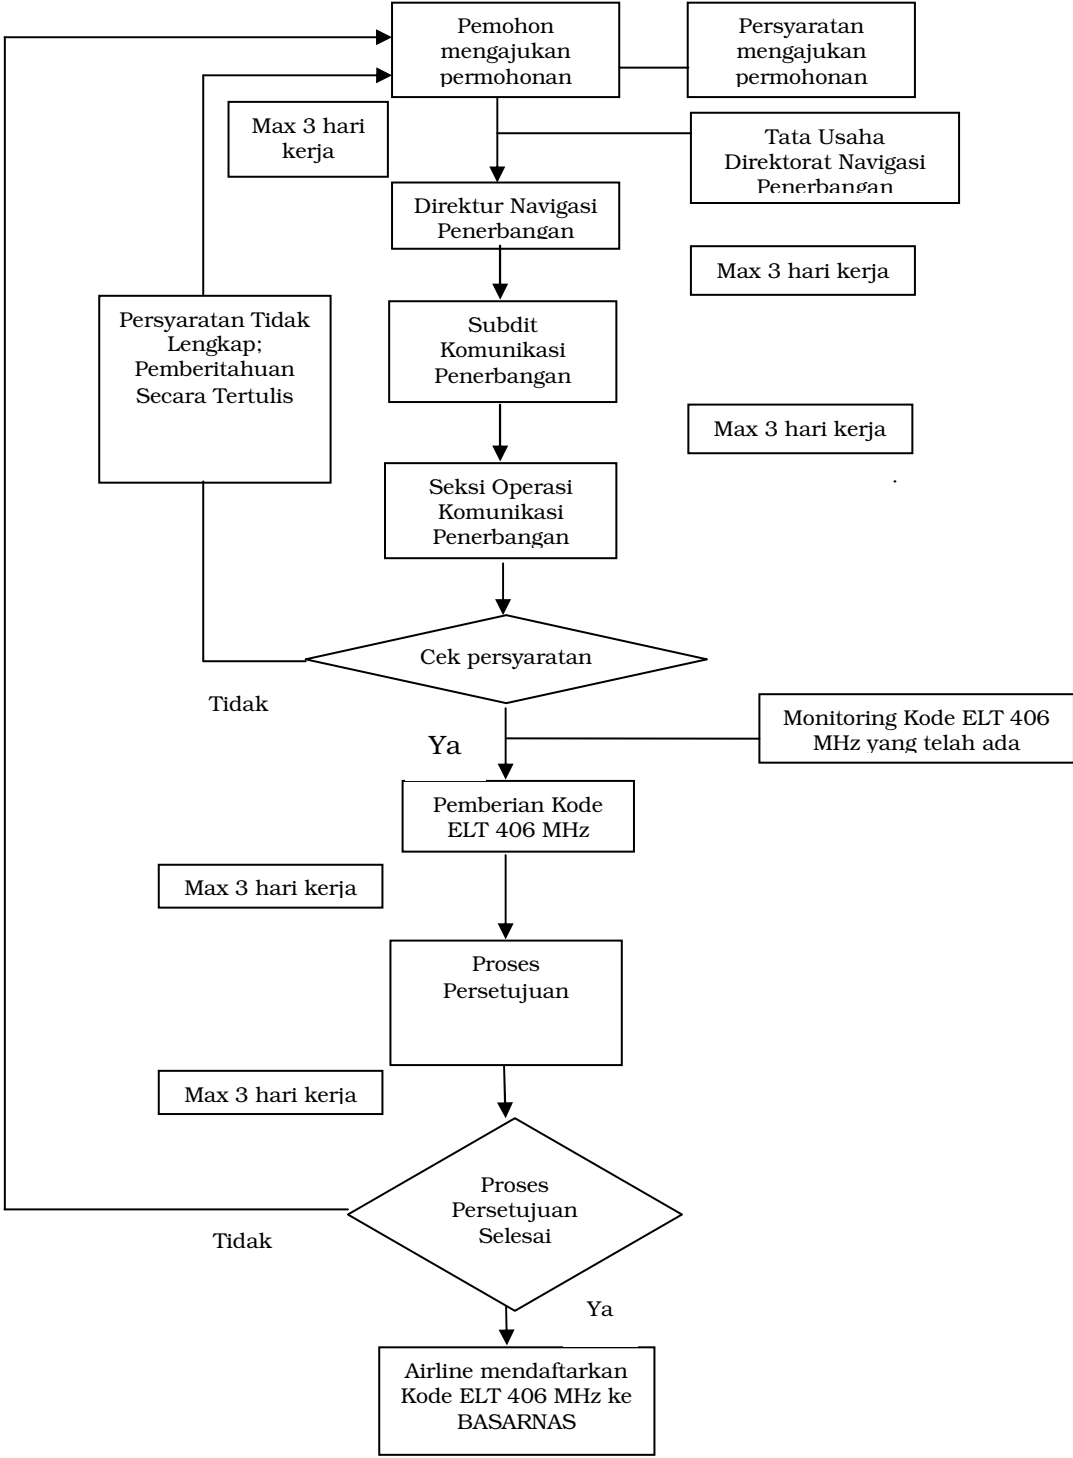 Pemohon
mengajukan
permohonan
Persyaratan
mengajukan
permohonan
Max 3 hari
kerja
Tata Usaha
Direktorat Navigasi
Penerbangan
Direktur Navigasi
Penerbangan
Max 3 hari kerja
Persyaratan Tidak
Lengkap;
Pemberitahuan
Secara Tertulis
Subdit
Komunikasi
Penerbangan
Max 3 hari kerja
.
Seksi Operasi
Komunikasi
Penerbangan
Cek persyaratan
Tidak
Ya
Monitoring Kode ELT 406
MHz yang telah ada
Pemberian Kode
ELT 406 MHz
Max 3 hari kerja
Proses
Persetujuan
Max 3 hari kerja
Proses
Persetujuan
Selesai
Tidak
Ya
Airline mendaftarkan
Kode ELT 406 MHz ke
BASARNAS